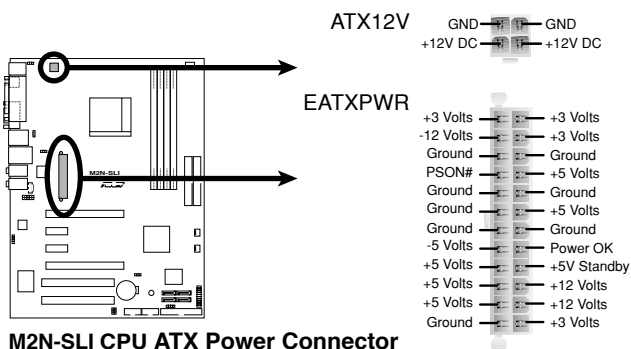 ATX12V
GND GND
+12V DC +12V DC
EATXPWR
+3 Volts +3 Volts
-12 Volts +3 Volts
Ground Ground
PSON# +5 Volts
Ground Ground
Ground +5 Volts
Ground Ground
-5 Volts Power OK
+5 Volts +5V Standby
+5 Volts +12 Volts
+5 Volts +12 Volts
Ground +3 Volts
M2N-SLI
M2N-SLI CPU ATX Power Connector